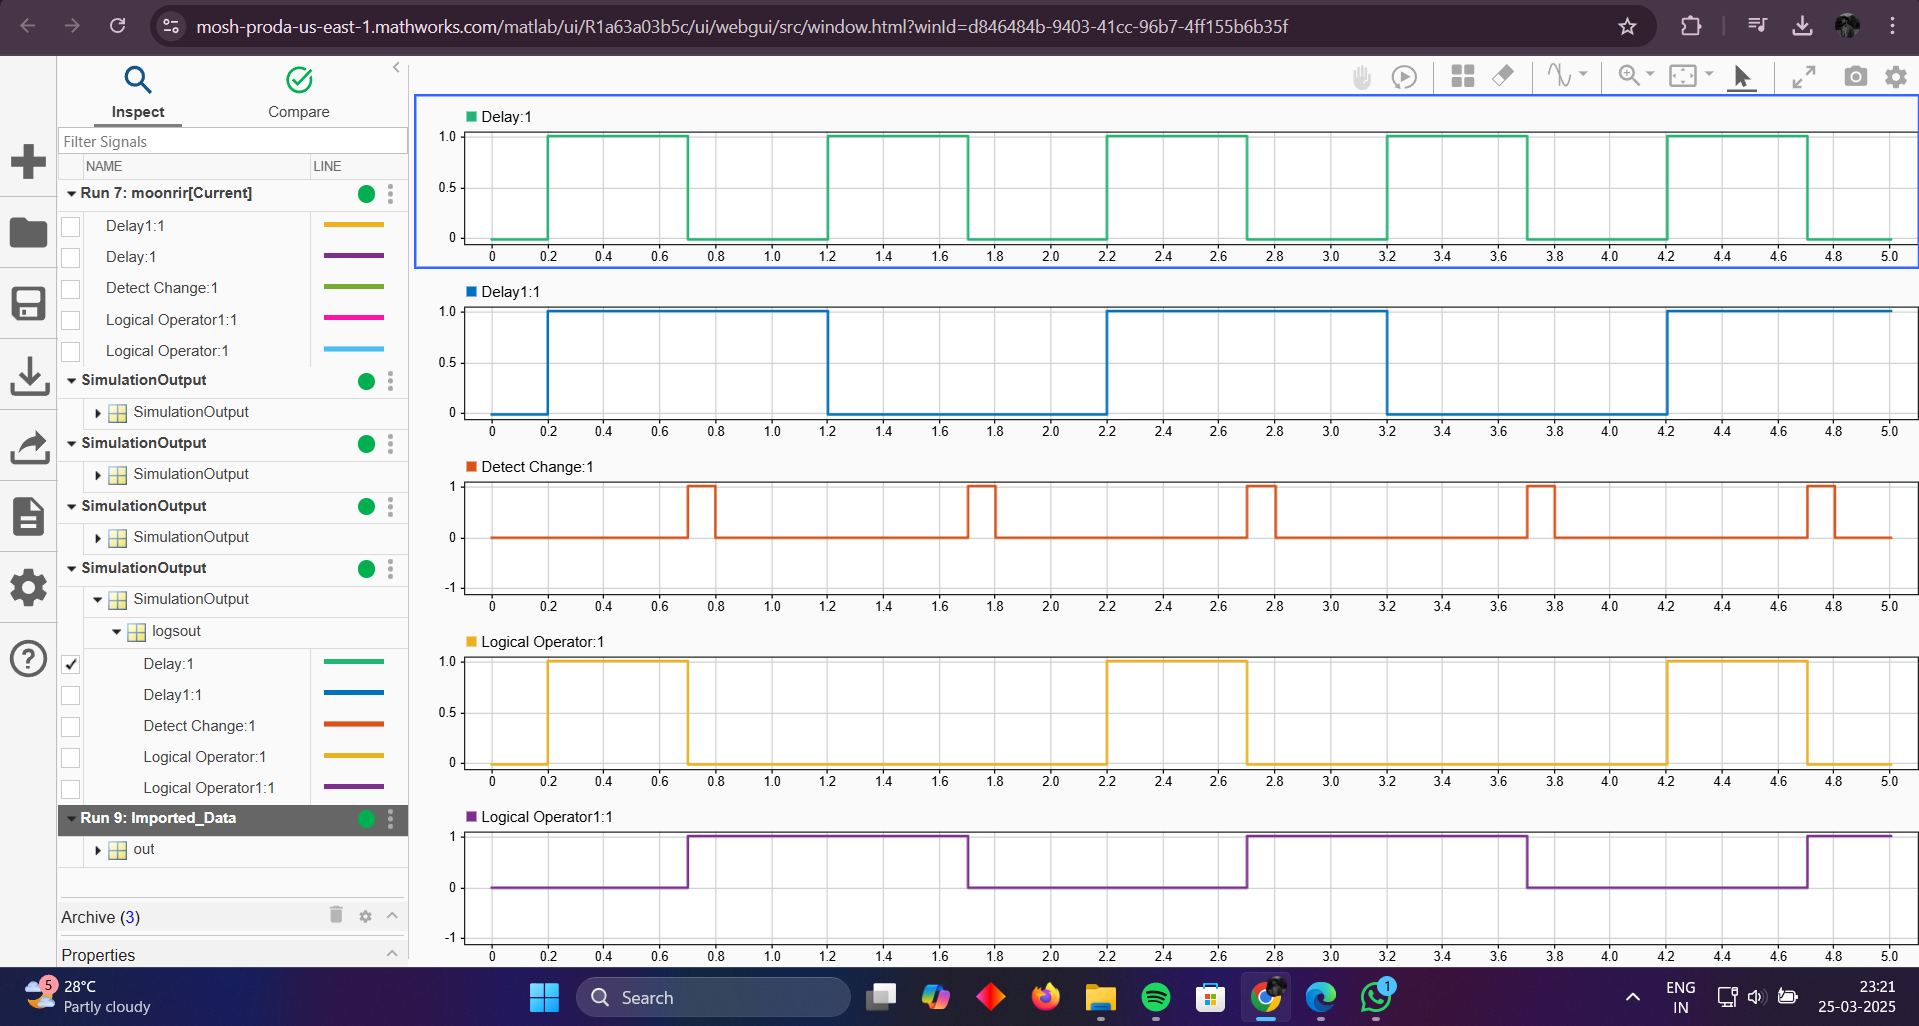 mosh-proda-us-east-1.mathworks.com/matlab/ui/R1a63a03b5c/ui/webgui/src/window.html?winId=d846484b-9403-41cc-96b7-4ff155b6b35f
Inspect
Compare
Filter Signals
NAME LINE
Run 7: moonrir[Current]
Delay1:1
Delay:1
Detect Change:1
Logical Operator1:1
Logical Operator:1
SimulationOutput
SimulationOutput
SimulationOutput
SimulationOutput
SimulationOutput
SimulationOutput
SimulationOutput
SimulationOutput
logsout
Delay:1
Delay1:1
Detect Change:1
Logical Operator:1
Logical Operator1:1
Run 9: Imported_Data
out
Archive (3)
Properties
Delay:1
1.0
0.5
0
0 0.2 0.4 0.6 0.8 1.0 1.2 1.4 1.6 1.8 2.0 2.2 2.4 2.6 2.8 3.0 3.2 3.4 3.6 3.8 4.0 4.2 4.4 4.6 4.8 5.0
Delay1:1
1.0
0.5
0
0 0.2 0.4 0.6 0.8 1.0 1.2 1.4 1.6 1.8 2.0 2.2 2.4 2.6 2.8 3.0 3.2 3.4 3.6 3.8 4.0 4.2 4.4 4.6 4.8 5.0
Detect Change:1
1
0
-1
0 0.2 0.4 0.6 0.8 1.0 1.2 1.4 1.6 1.8 2.0 2.2 2.4 2.6 2.8 3.0 3.2 3.4 3.6 3.8 4.0 4.2 4.4 4.6 4.8 5.0
Logical Operator:1
1.0
0.5
0
0 0.2 0.4 0.6 0.8 1.0 1.2 1.4 1.6 1.8 2.0 2.2 2.4 2.6 2.8 3.0 3.2 3.4 3.6 3.8 4.0 4.2 4.4 4.6 4.8 5.0
Logical Operator1:1
1
0
-1
0 0.2 0.4 0.6 0.8 1.0 1.2 1.4 1.6 1.8 2.0 2.2 2.4 2.6 2.8 3.0 3.2 3.4 3.6 3.8 4.0 4.2 4.4 4.6 4.8 5.0
5
28°C
Partly cloudy
Search
1
ENG
IN
23:21
25-03-2025